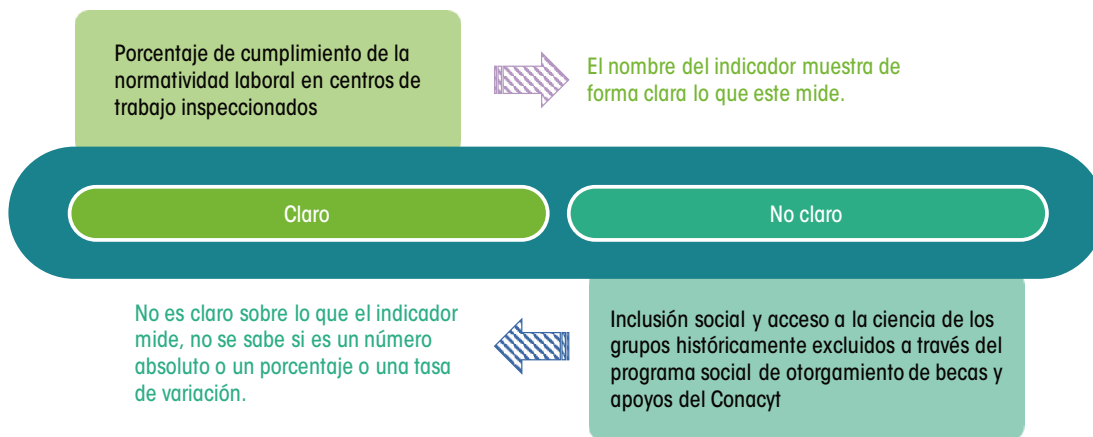 Porcentaje de cumplimiento de la
normatividad laboral en centros de
trabajo inspeccionados
El nombre del indicador muestra de
forma clara lo que este mide.
Claro
No claro
No es claro sobre lo que el indicador
mide, no se sabe si es un número
absoluto o un porcentaje o una tasa
de variación.
Inclusión social y acceso a la ciencia de los
grupos históricamente excluidos a través del
programa social de otorgamiento de becas y
apoyos del Conacyt